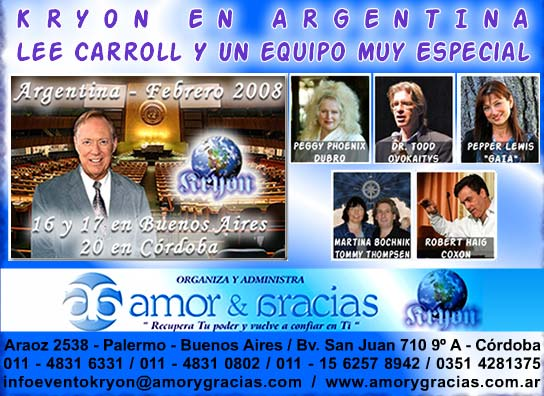 KRYON EN ARGENTINA
LEE CARROLL Y UN EQUIPO MUY ESPECIAL
Argentina - Febrero 2008
Kryon
16 y 17 en Buenos Aires
20 en Córdoba
PEGGY PHOENIX
DUBRO
DR. TODD
OVOKAITYS
PEPPER LEWIS
"GAIA"
MARTINA BOCHNIK
TOMMY THOMPSEN
ROBERT HAIG
COXON
ORGANIZA Y ADMINISTRA
amor & Gracias
" Recupera Tu poder y vuelve a confiar en Ti "
Kryon
Araoz 2538 - Palermo - Buenos Aires / Bv. San Juan 710 9º A - Córdoba
011 - 4831 6331 / 011 - 4831 0802 / 011 - 15 6257 8942 / 0351 4281375
infoeventokryon@amorygracias.com / www.amorygracias.com.ar